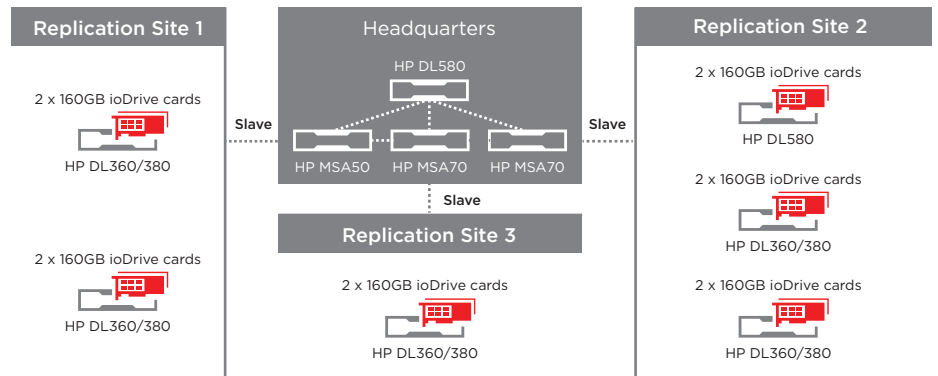 Replication Site 1
2 x 160GB ioDrive cards
HP DL360/380
2 x 160GB ioDrive cards
HP DL360/380
Slave
Headquarters
HP DL580
HP MSA50 HP MSA70 HP MSA70
Slave
Slave
Replication Site 3
2 x 160GB ioDrive cards
HP DL360/380
Replication Site 2
2 x 160GB ioDrive cards
HP DL580
2 x 160GB ioDrive cards
HP DL360/380
2 x 160GB ioDrive cards
HP DL360/380